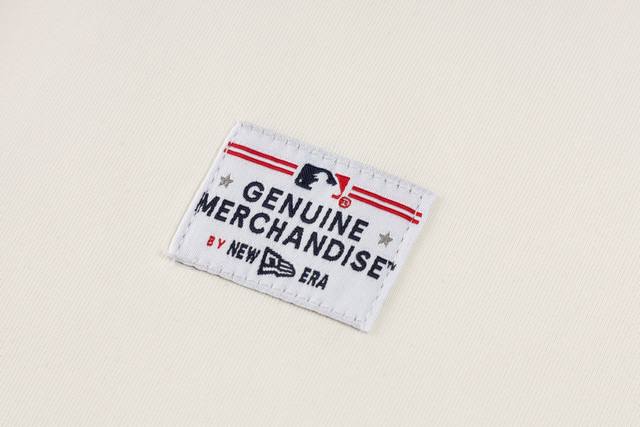 GENUINE
MERCHANDISE™
BY NEW ERA